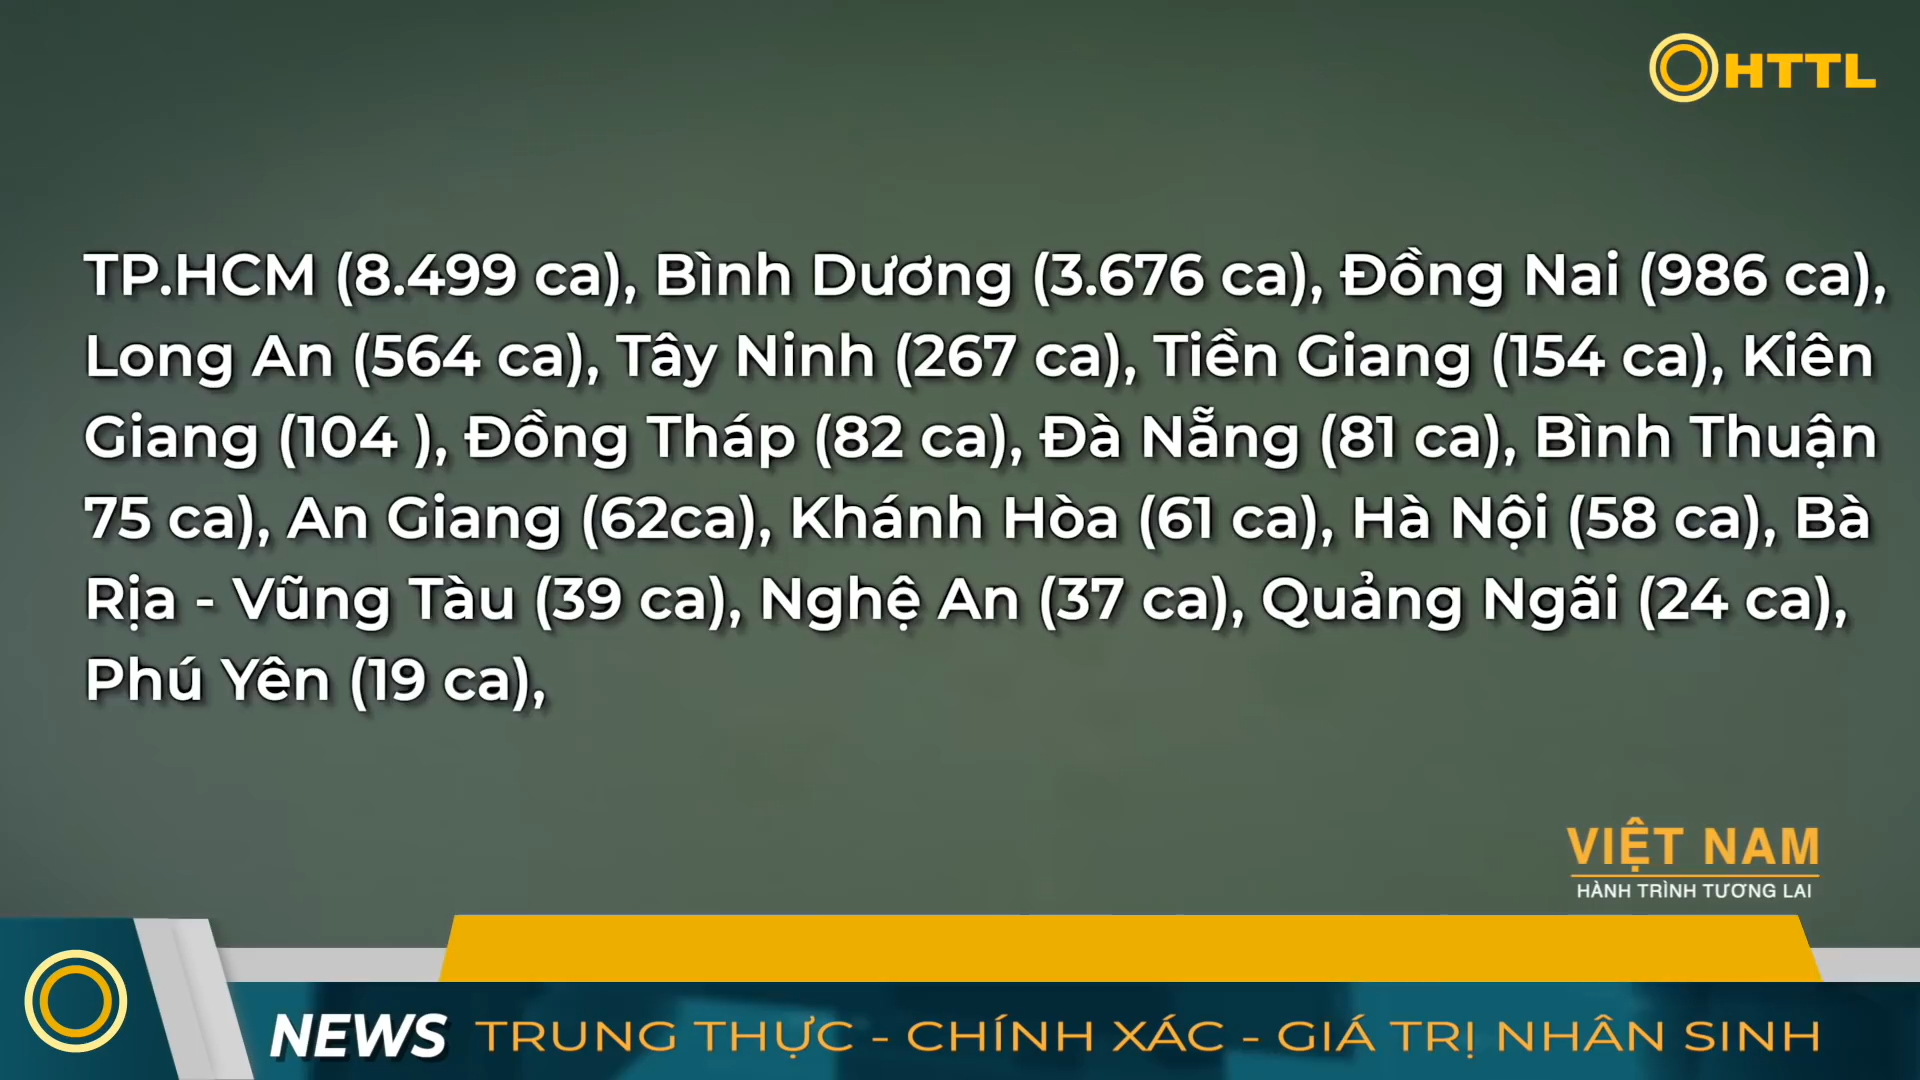 HTTL
TP.HCM (8.499 ca), Bình Dương (3.676 ca), Đồng Nai (986 ca),
Long An (564 ca), Tây Ninh (267 ca), Tiền Giang (154 ca), Kiên
Giang (104 ), Đồng Tháp (82 ca), Đà Nẵng (81 ca), Bình Thuận
75 ca), An Giang (62ca), Khánh Hòa (61 ca), Hà Nội (58 ca), Bà
Rịa - Vũng Tàu (39 ca), Nghệ An (37 ca), Quảng Ngãi (24 ca),
Phú Yên (19 ca),
VIỆT NAM
HÀNH TRÌNH TƯƠNG LAI
NEWS TRUNG THỰC - CHÍNH XÁC - GIÁ TRỊ NHÂN SINH